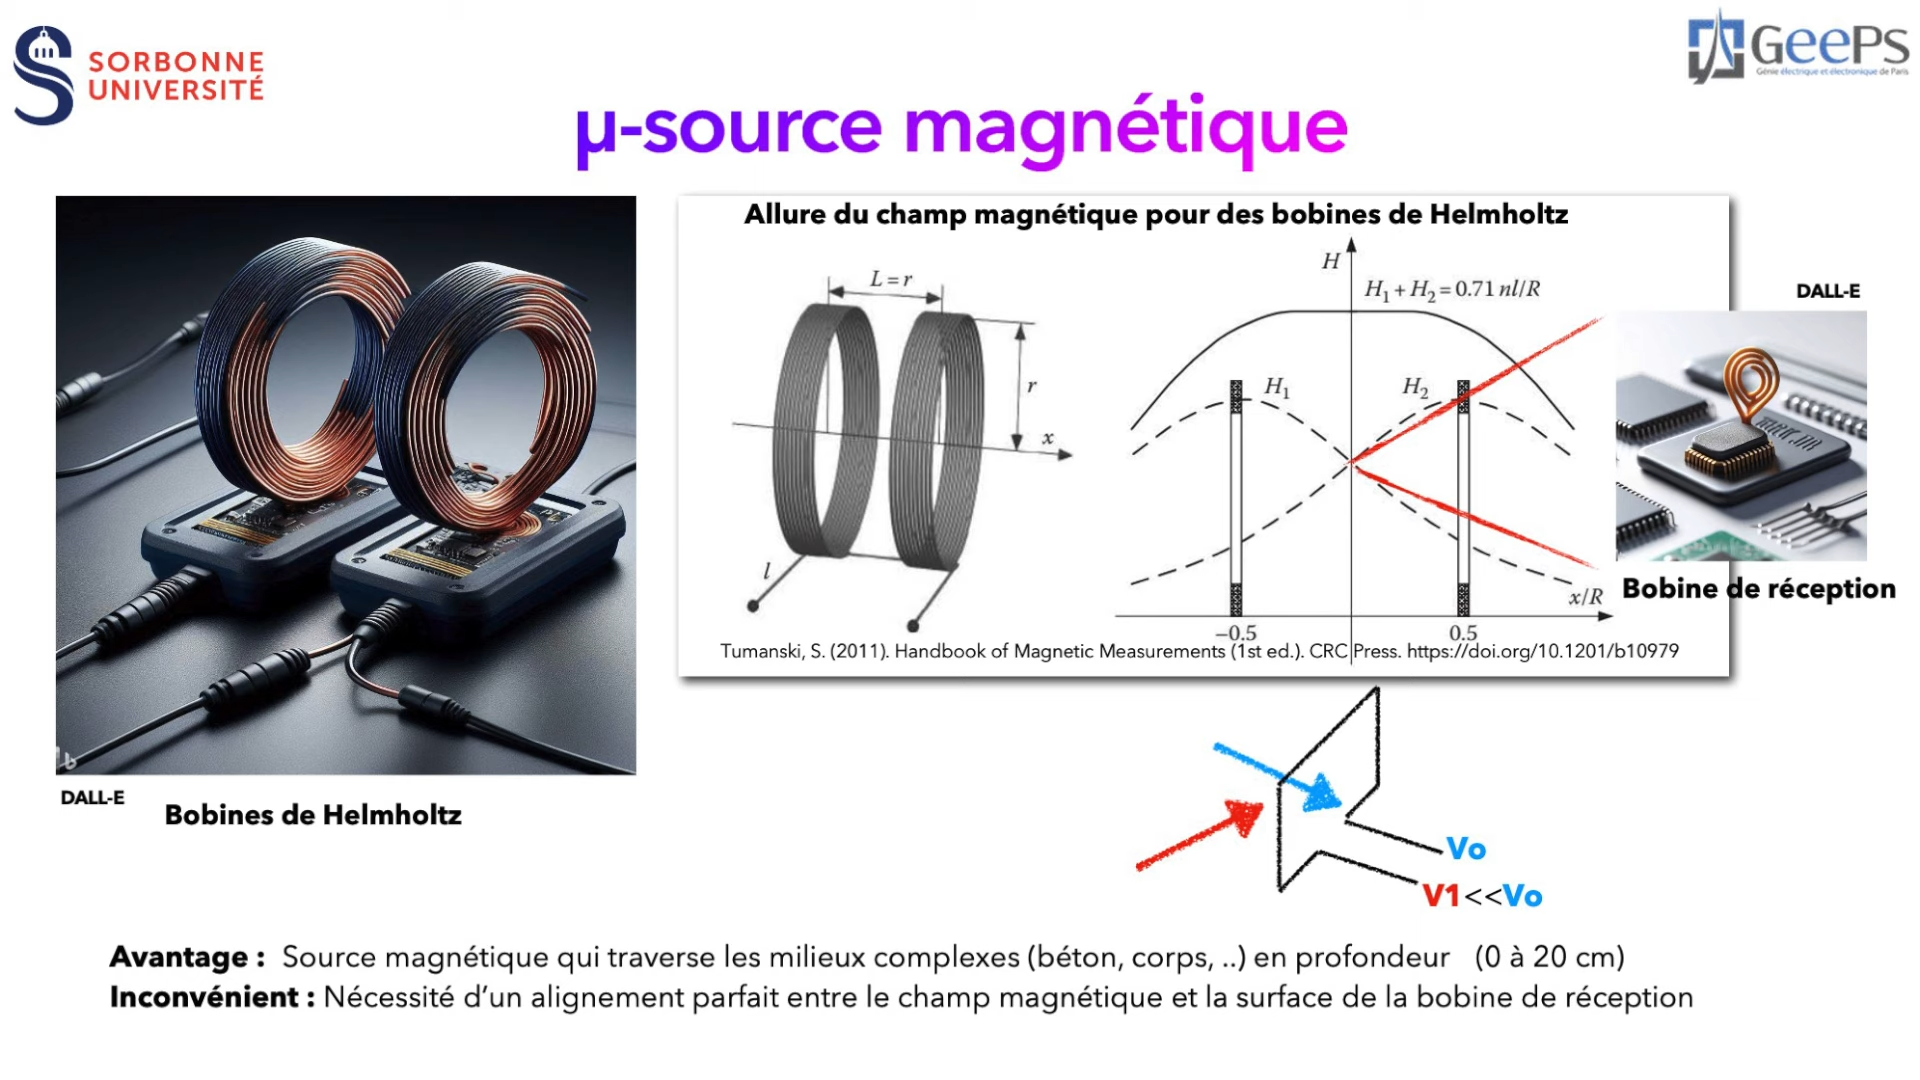 SORBONNE
UNIVERSITÉ
GeePs
Génie électrique et électronique de Paris
µ-source magnétique
Allure du champ magnétique pour des bobines de Helmholtz
L = r
r
x
l
H
H₁ + H₂ = 0.71 nl/R
H₁
H₂
x/R
−0.5
0.5
Tumanski, S. (2011). Handbook of Magnetic Measurements (1st ed.). CRC Press. https://doi.org/10.1201/b10979
DALL-E
Bobine de réception
DALL-E
Bobines de Helmholtz
Vo
V1<<Vo
Avantage : Source magnétique qui traverse les milieux complexes (béton, corps, ..) en profondeur (0 à 20 cm)
Inconvénient : Nécessité d’un alignement parfait entre le champ magnétique et la surface de la bobine de réception